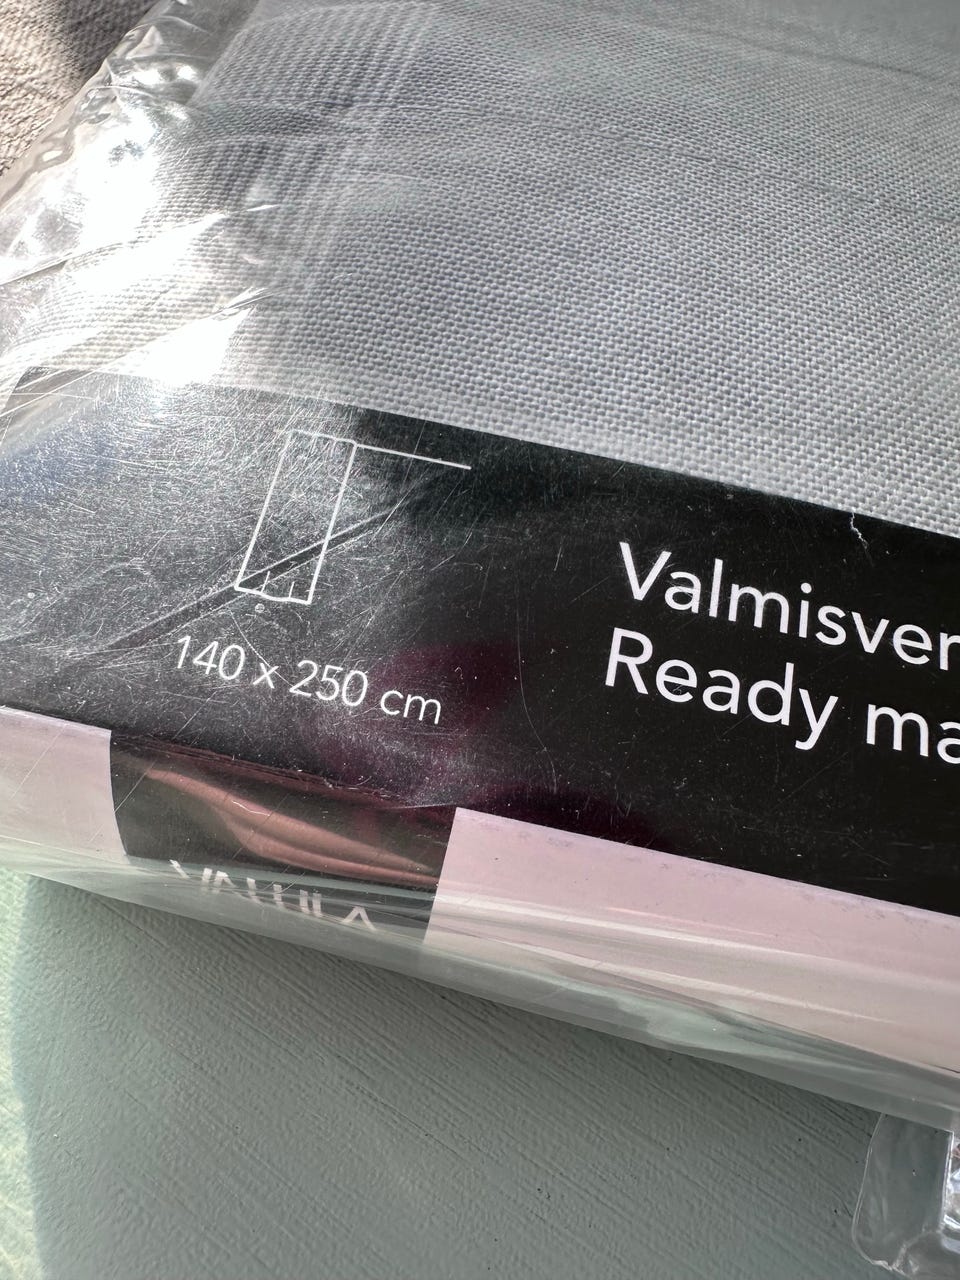 140 x 250 cm
Valmisver
Ready ma